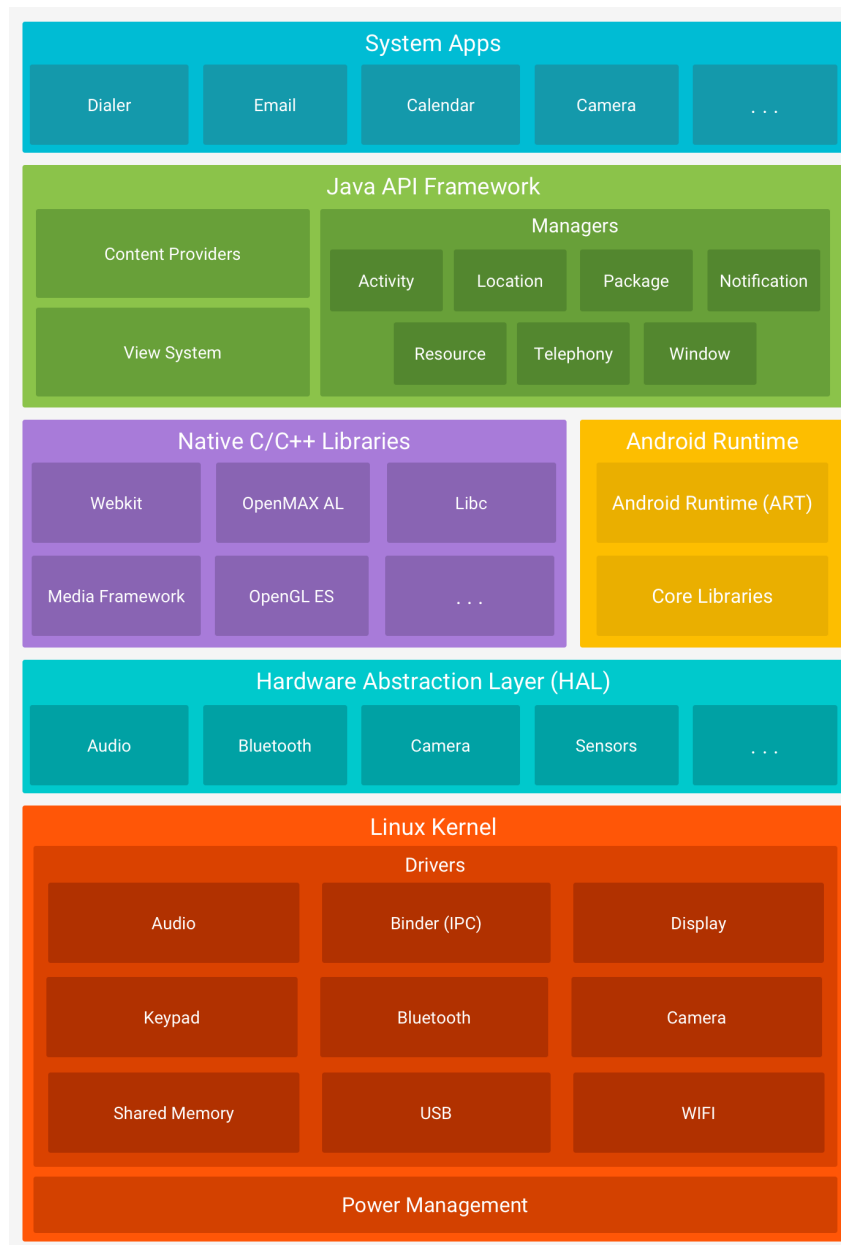 System Apps
Dialer
Email
Calendar
Camera
. . .
Java API Framework
Content Providers
View System
Managers
Activity
Location
Package
Notification
Resource
Telephony
Window
Native C/C++ Libraries
Webkit
OpenMAX AL
Libc
Media Framework
OpenGL ES
. . .
Android Runtime
Android Runtime (ART)
Core Libraries
Hardware Abstraction Layer (HAL)
Audio
Bluetooth
Camera
Sensors
. . .
Linux Kernel
Drivers
Audio
Binder (IPC)
Display
Keypad
Bluetooth
Camera
Shared Memory
USB
WIFI
Power Management